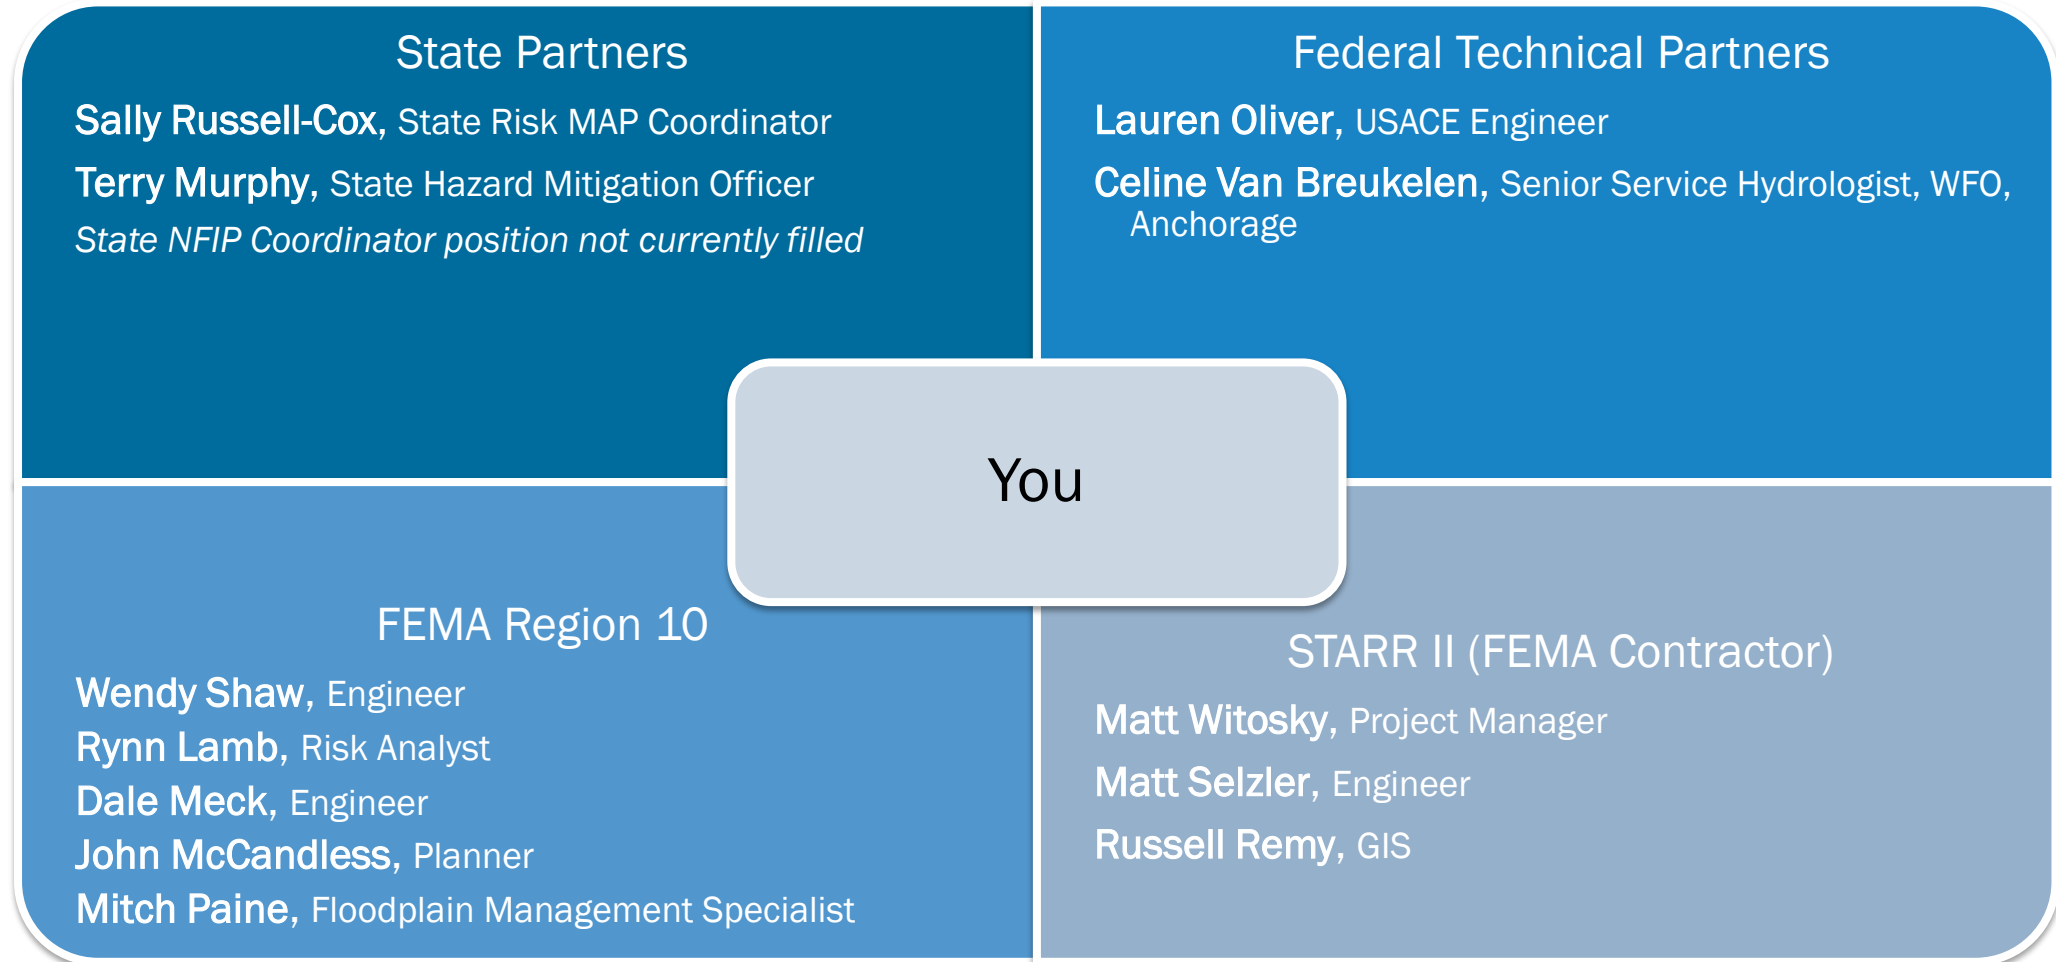 State Partners
Sally Russell-Cox, State Risk MAP Coordinator
Terry Murphy, State Hazard Mitigation Officer
State NFIP Coordinator position not currently filled
Federal Technical Partners
Lauren Oliver, USACE Engineer
Celine Van Breukelen, Senior Service Hydrologist, WFO,
Anchorage
You
FEMA Region 10
Wendy Shaw, Engineer
Rynn Lamb, Risk Analyst
Dale Meck, Engineer
John McCandless, Planner
Mitch Paine, Floodplain Management Specialist
STARR II (FEMA Contractor)
Matt Witosky, Project Manager
Matt Selzler, Engineer
Russell Remy, GIS